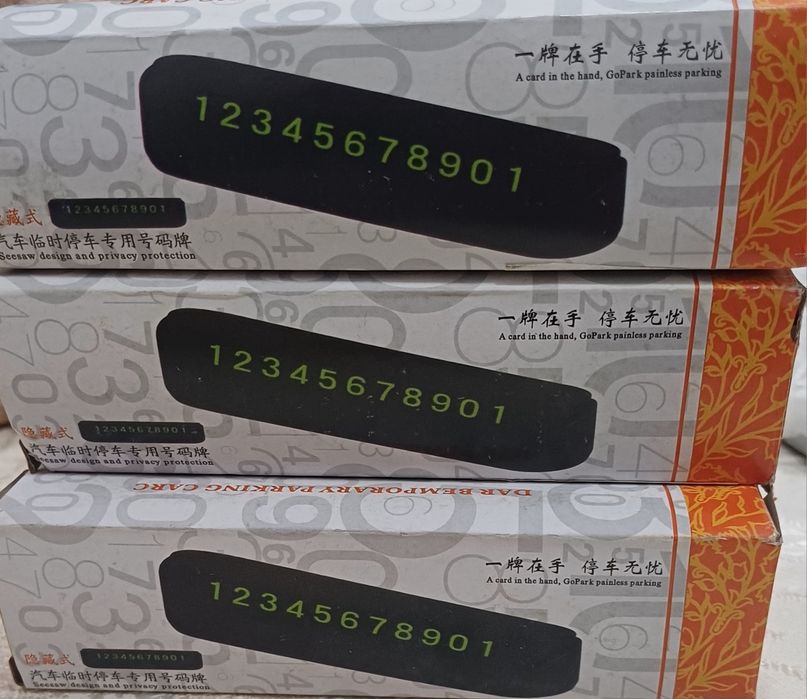 一牌在手 停车无忧
A card in the hand, GoPark painless parking
12345678901
藏式
12345678901
汽车临时停车专用号码牌
Seesaw design and privacy protection
一牌在手 停车无忧
A card in the hand, GoPark painless parking
12345678901
隐藏式
12345678901
汽车临时停车专用号码牌
Seesaw design and privacy protection
DAR BEMPORARY PARKING CARC
一牌在手 停车无忧
A card in the hand, GoPark painless parking
12345678901
隐藏式
12345678901
汽车临时停车专用号码牌
Seesaw design and privacy protection